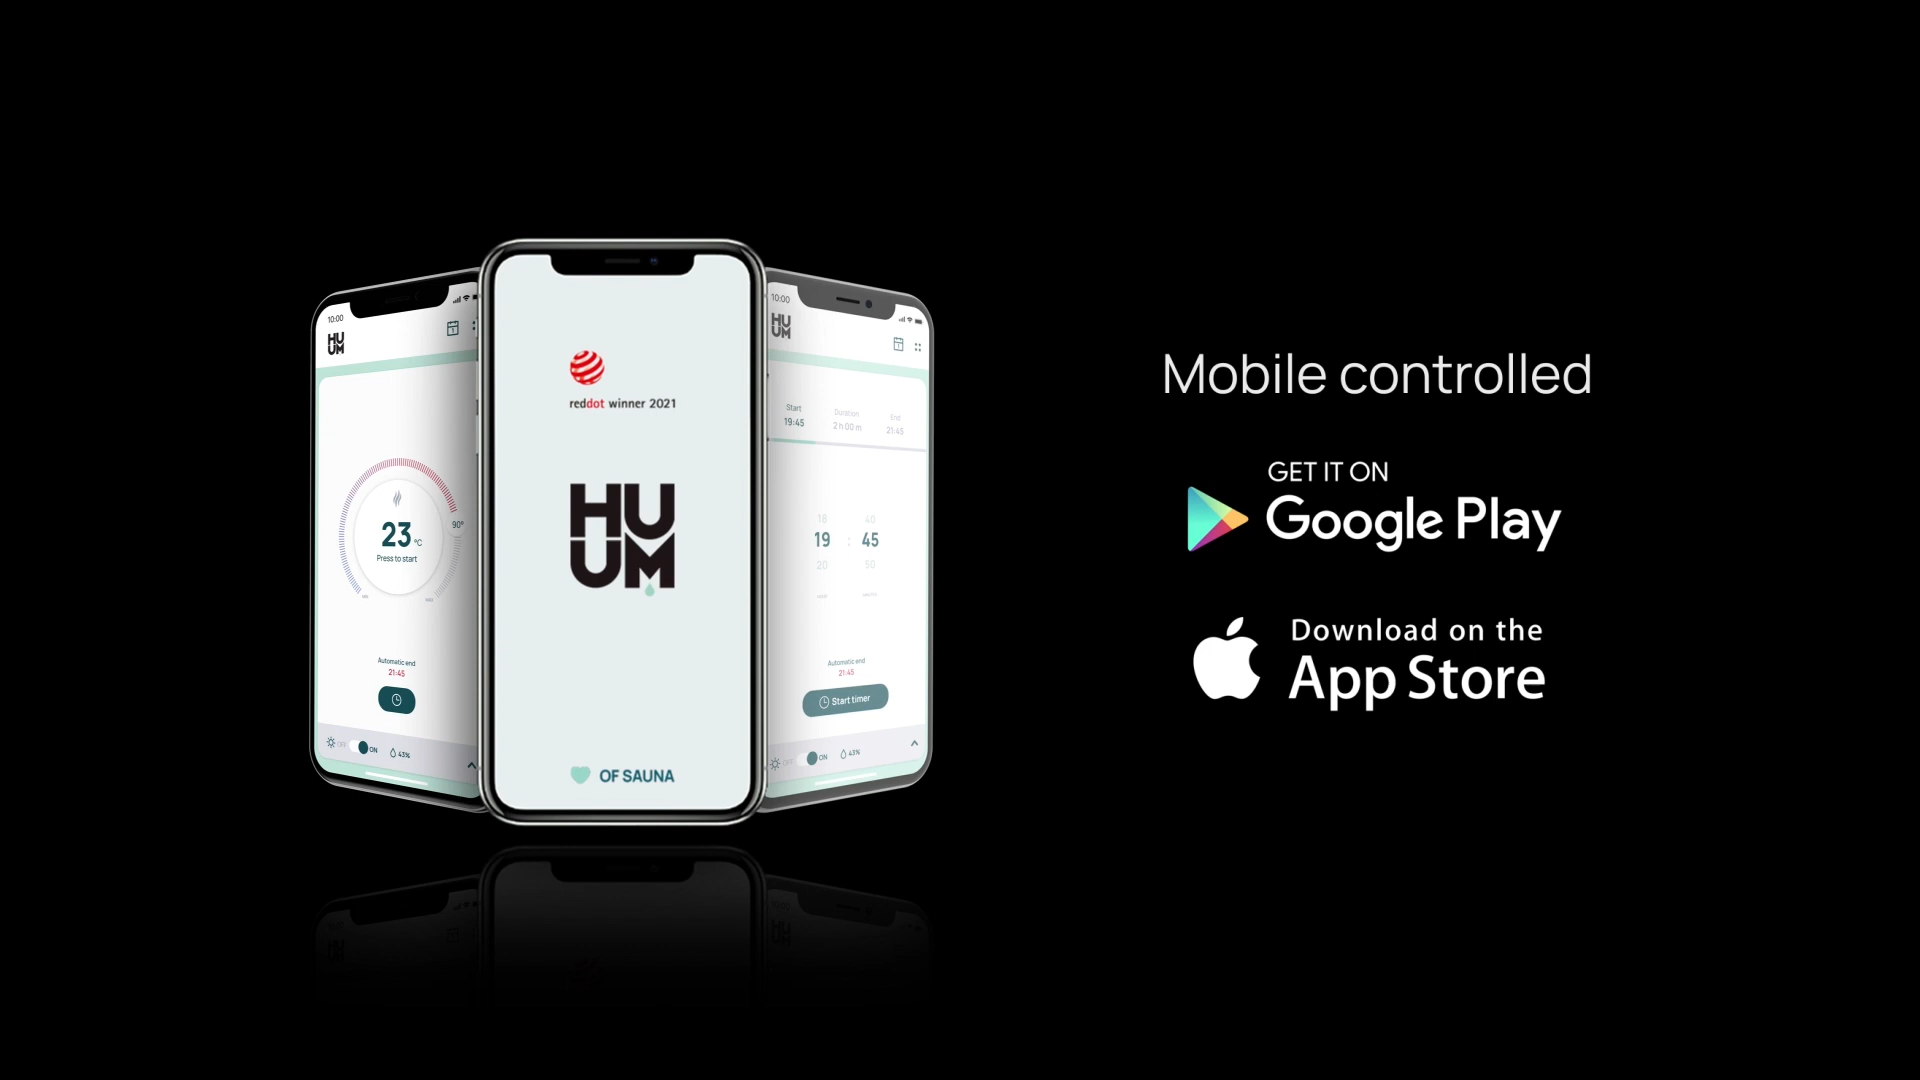 10:00
HU
UM
23 °C
Press to start
90°
Automatic end
21:45
OFF ON 43%
reddot winner 2021
HU
UM
OF SAUNA
10:00
HU
UM
Start Duration End
19:45 2 h 00 m 21:45
18 40
19 : 45
20 50
Automatic end
21:45
Start timer
OFF ON 43%
Mobile controlled
GET IT ON
Google Play
Download on the
App Store